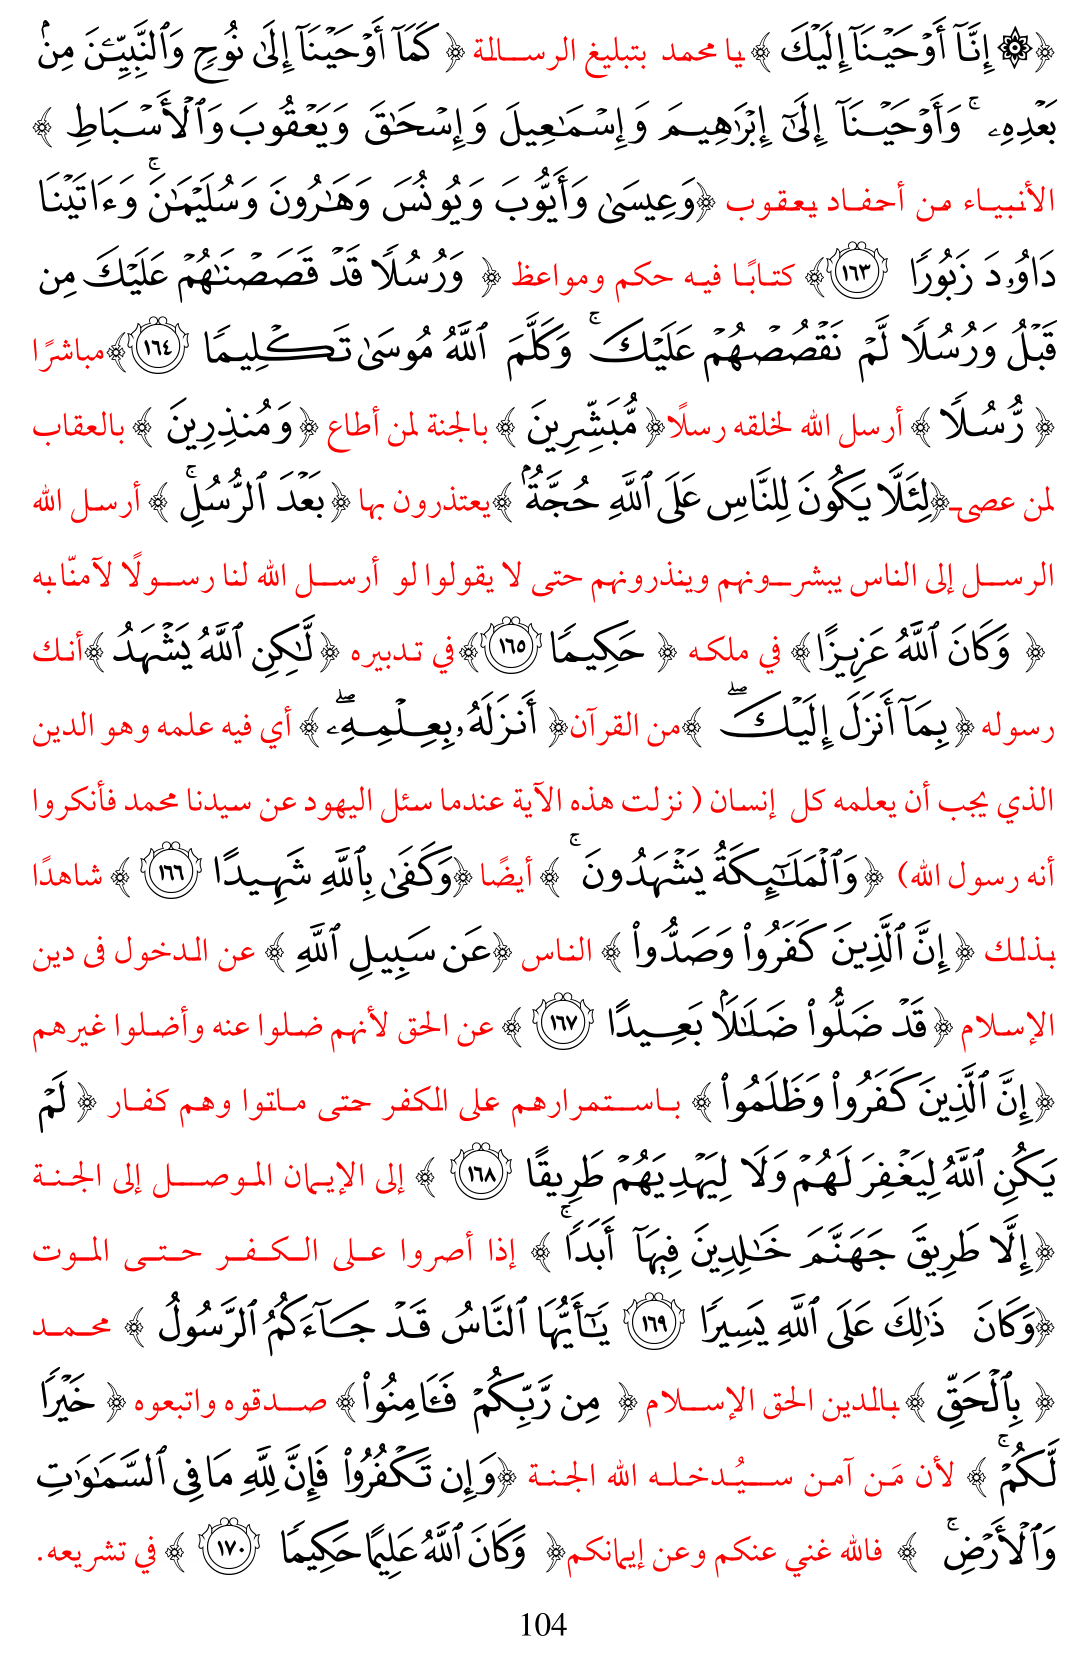 ﴿ ۞ إِنَّآ أَوۡحَيۡنَآ إِلَيۡكَ ﴾ يا محمد بتبليغ الرسالة ﴿ كَمَآ أَوۡحَيۡنَآ إِلَىٰ نُوحٖ وَٱلنَّبِيِّـۧنَ مِنۢ
بَعۡدِهِۦۚ وَأَوۡحَيۡنَآ إِلَىٰٓ إِبۡرَٰهِيمَ وَإِسۡمَٰعِيلَ وَإِسۡحَٰقَ وَيَعۡقُوبَ وَٱلۡأَسۡبَاطِ ﴾
الأنبياء من أحفاد يعقوب ﴿وَعِيسَىٰ وَأَيُّوبَ وَيُونُسَ وَهَٰرُونَ وَسُلَيۡمَٰنَۚ وَءَاتَيۡنَا
دَاوُۥدَ زَبُورٗا ١٦٣﴾ كتابًا فيه حكم ومواعظ ﴿ وَرُسُلٗا قَدۡ قَصَصۡنَٰهُمۡ عَلَيۡكَ مِن
قَبۡلُ وَرُسُلٗا لَّمۡ نَقۡصُصۡهُمۡ عَلَيۡكَۚ وَكَلَّمَ ٱللَّهُ مُوسَىٰ تَكۡلِيمٗا ١٦٤﴾مباشرًا
﴿ رُّسُلٗا ﴾ أرسل الله لخلقه رسلًا﴿ مُّبَشِّرِينَ ﴾ بالجنة لمن أطاع ﴿ وَمُنذِرِينَ ﴾ بالعقاب
لمن عصى﴿لِئَلَّا يَكُونَ لِلنَّاسِ عَلَى ٱللَّهِ حُجَّةُۢ ﴾يعتذرون بها ﴿ بَعۡدَ ٱلرُّسُلِۚ ﴾ أرسل الله
الرسل إلى الناس يبشرونهم وينذرونهم حتى لا يقولوا لو أرسل الله لنا رسولًا لآمنّا به
﴿ وَكَانَ ٱللَّهُ عَزِيزًا﴾ في ملكه ﴿ حَكِيمٗا ١٦٥﴾في تدبيره ﴿ لَّٰكِنِ ٱللَّهُ يَشۡهَدُ ﴾أنك
رسوله ﴿ بِمَآ أَنزَلَ إِلَيۡكَۖ ﴾من القرآن﴿ أَنزَلَهُۥ بِعِلۡمِهِۦۖ ﴾ أي فيه علمه وهو الدين
الذي يجب أن يعلمه كل إنسان ( نزلت هذه الآية عندما سئل اليهود عن سيدنا محمد فأنكروا
أنه رسول الله) ﴿ وَٱلۡمَلَٰٓئِكَةُ يَشۡهَدُونَۚ ﴾ أيضًا ﴿وَكَفَىٰ بِٱللَّهِ شَهِيدًا ١٦٦ ﴾ شاهدًا
بذلك ﴿ إِنَّ ٱلَّذِينَ كَفَرُواْ وَصَدُّواْ ﴾ الناس ﴿عَن سَبِيلِ ٱللَّهِ ﴾ عن الدخول فى دين
الإسلام ﴿قَدۡ ضَلُّواْ ضَلَٰلَۢا بَعِيدًا ١٦٧ ﴾ عن الحق لأنهم ضلوا عنه وأضلوا غيرهم
﴿إِنَّ ٱلَّذِينَ كَفَرُواْ وَظَلَمُواْ ﴾ باستمرارهم على الكفر حتى ماتوا وهم كفار ﴿ لَمۡ
يَكُنِ ٱللَّهُ لِيَغۡفِرَ لَهُمۡ وَلَا لِيَهۡدِيَهُمۡ طَرِيقًا ١٦٨ ﴾ إلى الإيمان الموصل إلى الجنة
﴿إِلَّا طَرِيقَ جَهَنَّمَ خَٰلِدِينَ فِيهَآ أَبَدٗاۚ ﴾ إذا أصروا على الكفر حتى الموت
﴿وَكَانَ ذَٰلِكَ عَلَى ٱللَّهِ يَسِيرٗا ١٦٩ يَٰٓأَيُّهَا ٱلنَّاسُ قَدۡ جَآءَكُمُ ٱلرَّسُولُ ﴾ محمد
﴿ بِٱلۡحَقِّ ﴾ بالدين الحق الإسلام ﴿ مِن رَّبِّكُمۡ فَـَٔامِنُواْ﴾ صدقوه واتبعوه ﴿ خَيۡرٗا
لَّكُمۡۚ ﴾ لأن مَن آمن سيُدخله الله الجنة ﴿وَإِن تَكۡفُرُواْ فَإِنَّ لِلَّهِ مَا فِي ٱلسَّمَٰوَٰتِ
وَٱلۡأَرۡضِۚ ﴾ فالله غني عنكم وعن إيمانكم﴿ وَكَانَ ٱللَّهُ عَلِيمًا حَكِيمٗا ١٧٠ ﴾ في تشريعه.
104